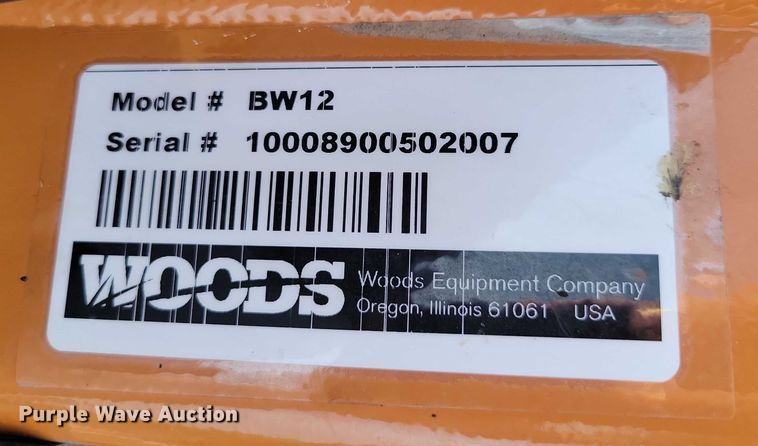 Model # BW12
Serial # 10008900502007
WOODS
Woods Equipment Company
Oregon, Illinois 61061 USA
Purple Wave Auction